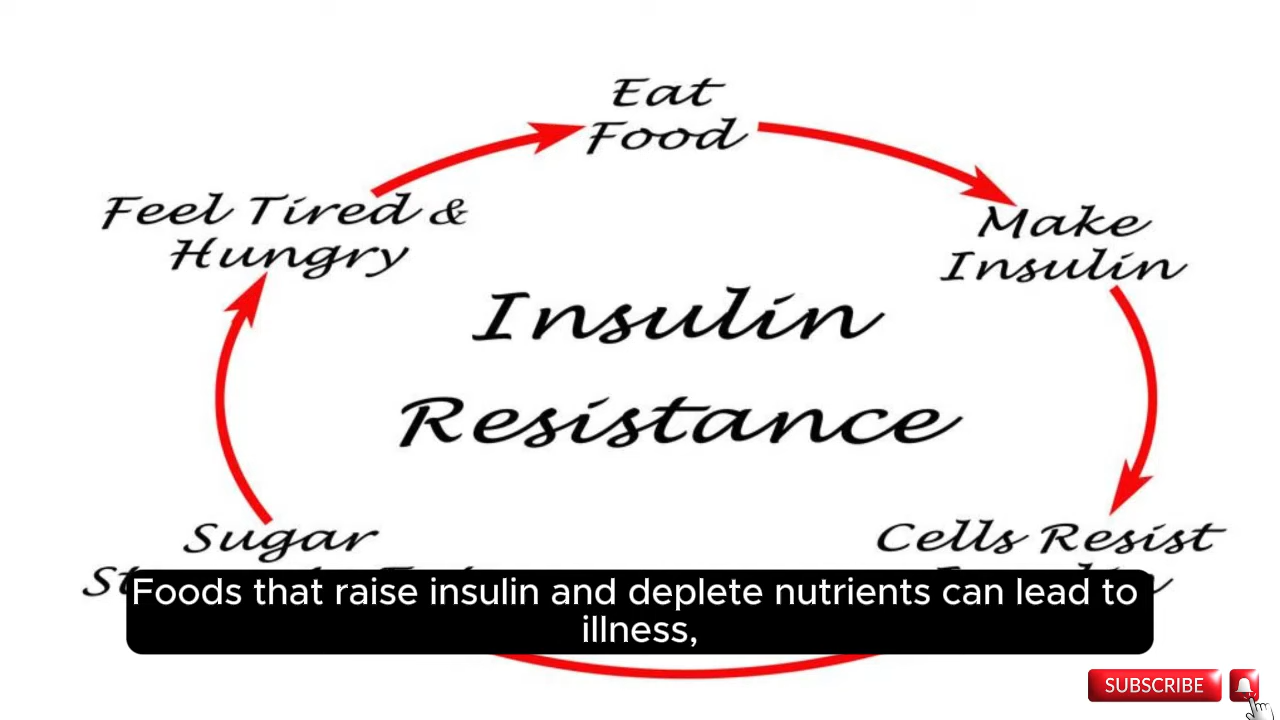 Eat
Food
Feel Tired &
Hungry
Make
Insulin
Insulin
Resistance
Sugar
Cells Resist
Foods that raise insulin and deplete nutrients can lead to
illness,
SUBSCRIBE